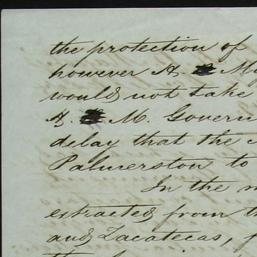 the protection of
however H. M
would not take
H. M. Govern
delay that the
Palmerston to
In the m
extracted from th
and Zacatecas, f